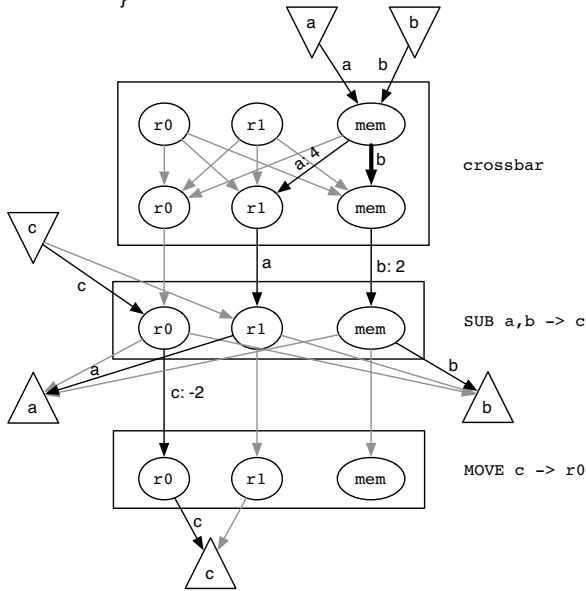 }
a b
a b
r0 r1 mem
a: 4 b
crossbar
r0 r1 mem
c
a b: 2
c
r0 r1 mem
SUB a,b -> c
a b
a c: -2 b
r0 r1 mem
MOVE c -> r0
c
c